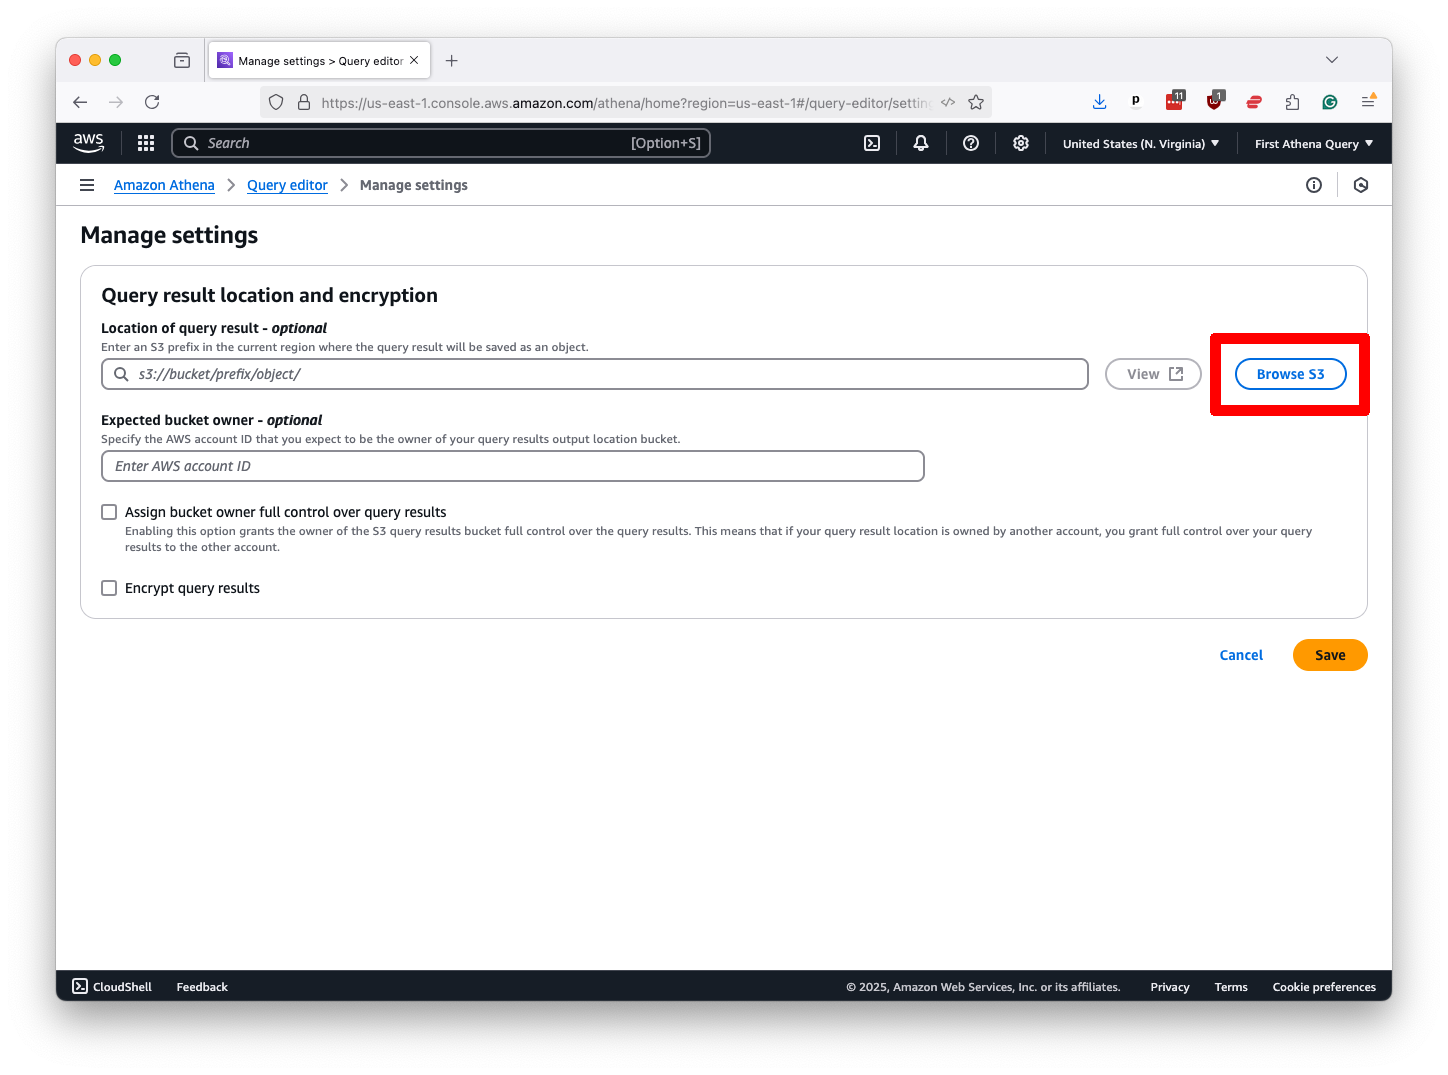 Manage settings > Query editor
https://us-east-1.console.aws.amazon.com/athena/home?region=us-east-1#/query-editor/setting
p
11
1
aws
Search
[Option+S]
United States (N. Virginia)
First Athena Query
Amazon Athena > Query editor > Manage settings
Manage settings
Query result location and encryption
Location of query result - optional
Enter an S3 prefix in the current region where the query result will be saved as an object.
s3://bucket/prefix/object/
View
Browse S3
Expected bucket owner - optional
Specify the AWS account ID that you expect to be the owner of your query results output location bucket.
Enter AWS account ID
Assign bucket owner full control over query results
Enabling this option grants the owner of the S3 query results bucket full control over the query results. This means that if your query result location is owned by another account, you grant full control over your query
results to the other account.
Encrypt query results
Cancel
Save
CloudShell
Feedback
© 2025, Amazon Web Services, Inc. or its affiliates.
Privacy
Terms
Cookie preferences